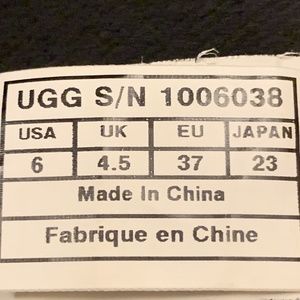 UGG S/N 1006038
USA UK EU JAPAN
6 4.5 37 23
Made In China
Fabrique en Chine